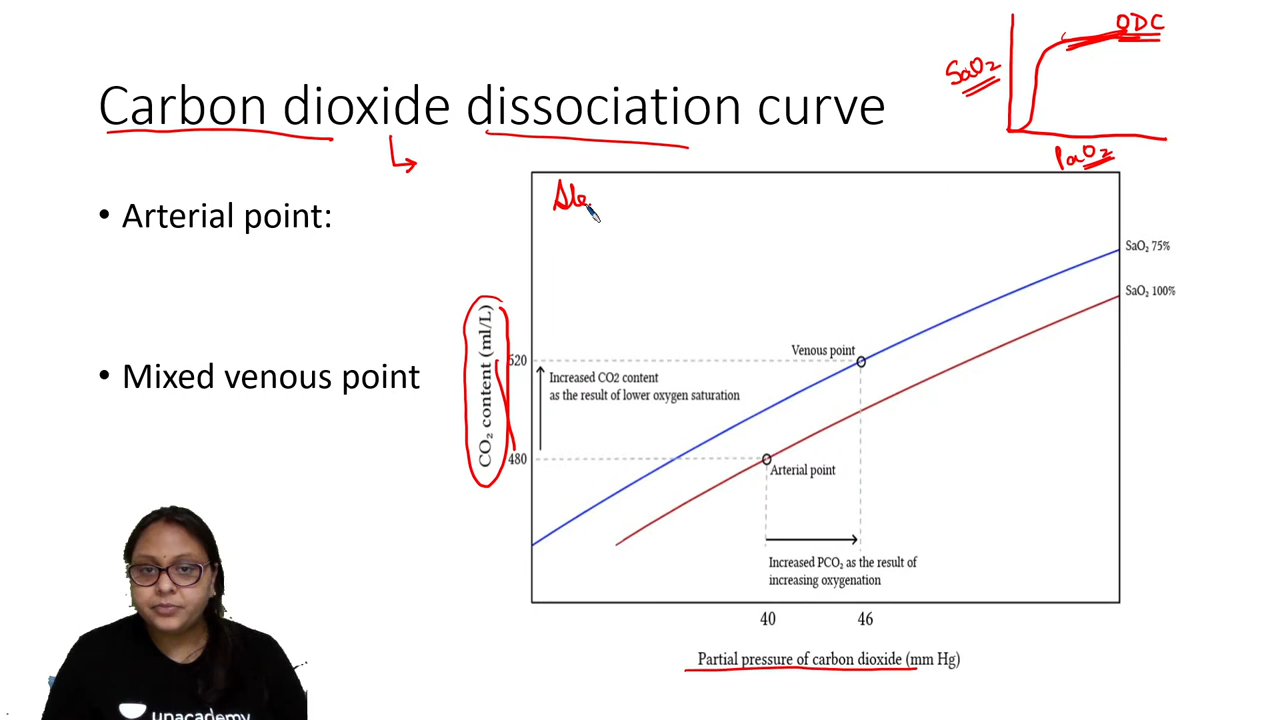 ODC
SaO2
PaO2
Carbon dioxide dissociation curve
• Arterial point:
• Mixed venous point
SaO₂ 75%
SaO₂ 100%
CO₂ content (ml/L)
520
480
Venous point
Increased CO2 content
as the result of lower oxygen saturation
Arterial point
Increased PCO₂ as the result of
increasing oxygenation
40 46
Partial pressure of carbon dioxide (mm Hg)
unacademy